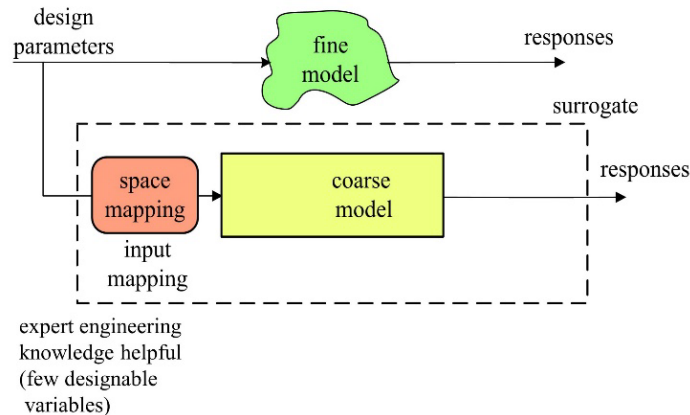 design
parameters
fine
model
responses
surrogate
space
mapping
coarse
model
responses
input
mapping
expert engineering
knowledge helpful
(few designable
variables)